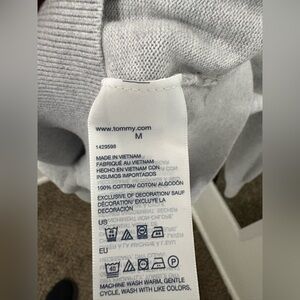 www.tommy.com
M
1429598
MADE IN VIETNAM
FABRIQUÉ AU VIETNAM
HECHO EN VIETNAM CON
INSUMOS IMPORTADOS
100% COTTON/ COTON/ ALGODÓN
EXCLUSIVE OF DECORATION/ SAUF
DÉCORATION/ EXCLUYE LA
DECORACIÓN
US
EU
MACHINE WASH WARM, GENTLE
CYCLE, WASH WITH LIKE COLORS,